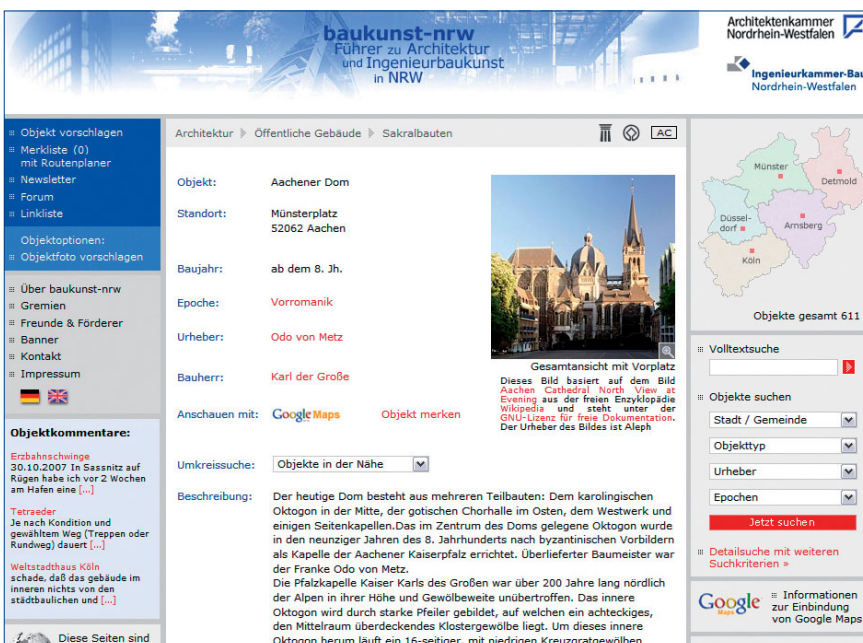 baukunst-nrw
Führer zu Architektur
und Ingenieurbaukunst
in NRW
Architektenkammer
Nordrhein-Westfalen
Ingenieurkammer-Bau
Nordrhein-Westfalen
Objekt vorschlagen
Merkliste (0)
mit Routenplaner
Newsletter
Forum
Linkliste
Objektoptionen:
Objektfoto vorschlagen
Über baukunst-nrw
Gremien
Freunde & Förderer
Banner
Kontakt
Impressum
Objektkommentare:
Erzbahnschwinge
30.10.2007 In Sassnitz auf
Rügen habe ich vor 2 Wochen
am Hafen eine [...]
Tetraeder
Je nach Kondition und
gewähltem Weg (Treppen oder
Rundweg) dauert [...]
Weltstadthaus Köln
schade, daß das gebäude im
inneren nichts von den
städtbaulichen und [...]
Diese Seiten sind
Architektur Öffentliche Gebäude Sakralbauten
AC
Objekt: Aachener Dom
Standort: Münsterplatz
52062 Aachen
Baujahr: ab dem 8. Jh.
Epoche: Vorromanik
Urheber: Odo von Metz
Bauherr: Karl der Große
Anschauen mit: Google Maps Objekt merken
Gesamtansicht mit Vorplatz
Dieses Bild basiert auf dem Bild
Aachen Cathedral North View at
Evening aus der freien Enzyklopädie
Wikipedia und steht unter der
GNU-Lizenz für freie Dokumentation.
Der Urheber des Bildes ist Aleph
Umkreissuche: Objekte in der Nähe
Beschreibung: Der heutige Dom besteht aus mehreren Teilbauten: Dem karolingischen
Oktogon in der Mitte, der gotischen Chorhalle im Osten, dem Westwerk und
einigen Seitenkapellen.Das im Zentrum des Doms gelegene Oktogon wurde
in den neunziger Jahren des 8. Jahrhunderts nach byzantinischen Vorbildern
als Kapelle der Aachener Kaiserpfalz errichtet. Überlieferter Baumeister war
der Franke Odo von Metz.
Die Pfalzkapelle Kaiser Karls des Großen war über 200 Jahre lang nördlich
der Alpen in ihrer Höhe und Gewölbeweite unübertroffen. Das innere
Oktogon wird durch starke Pfeiler gebildet, auf welchen ein achteckiges,
den Mittelraum überdeckendes Klostergewölbe liegt. Um dieses innere
Oktogon herum läuft ein 16-seitiger, mit niedrigen Kreuzgratgewölben
Münster
Detmold
Düssel-
dorf
Arnsberg
Köln
Objekte gesamt 611
Volltextsuche
Objekte suchen
Stadt / Gemeinde
Objekttyp
Urheber
Epochen
Jetzt suchen
Detailsuche mit weiteren
Suchkriterien »
Google Maps
Informationen
zur Einbindung
von Google Maps